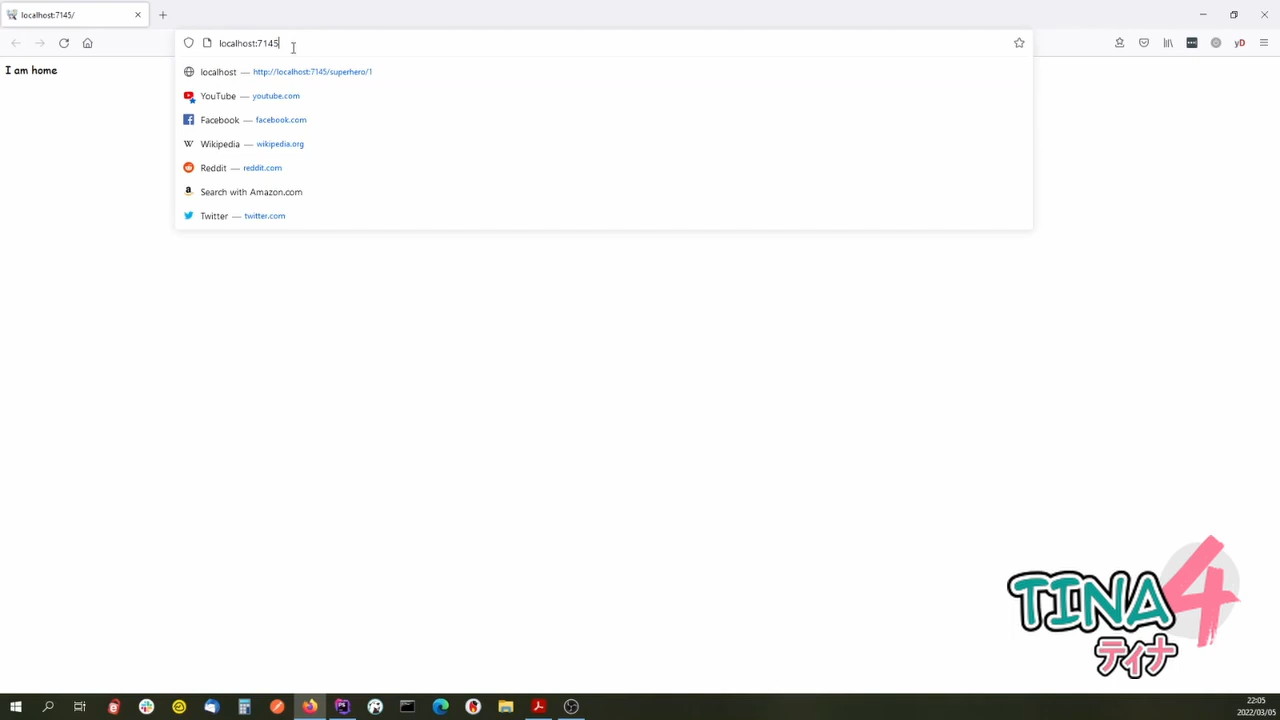 localhost:7145/
localhost:7145
I am home
localhost — http://localhost:7145/superhero/1
YouTube — youtube.com
Facebook — facebook.com
Wikipedia — wikipedia.org
Reddit — reddit.com
Search with Amazon.com
Twitter — twitter.com
yD
TINA4
ティナ
22:05
2022/03/05